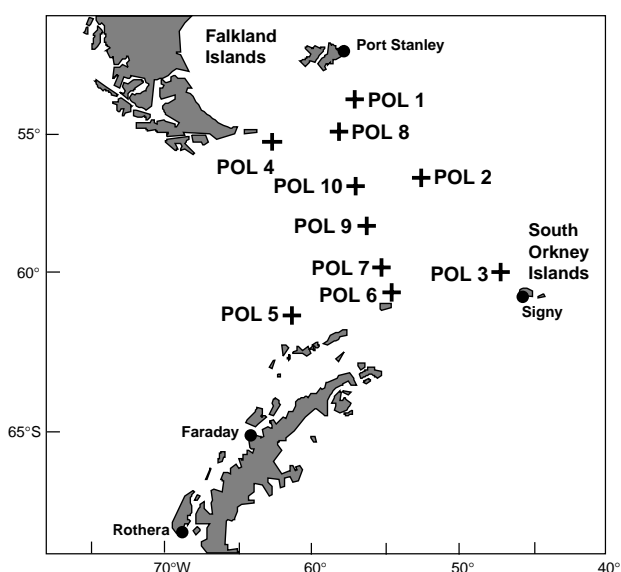 Falkland
Islands
Port Stanley
POL 1
55°
POL 8
POL 4
POL 10
POL 2
POL 9
South
Orkney
Islands
60°
POL 7
POL 3
POL 6
POL 5
Signy
65°S
Faraday
Rothera
70°W
60°
50°
40°